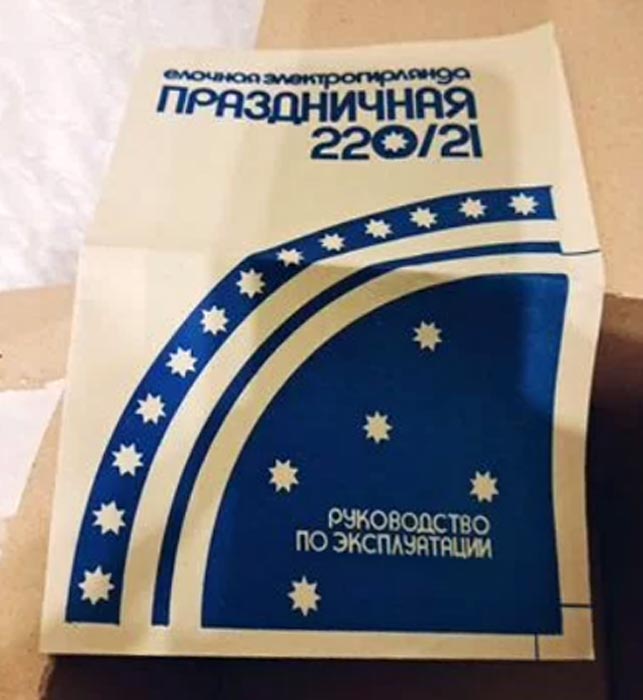 елочная электрогирлянда
ПРАЗДНИЧНАЯ
220/21
РУКОВОДСТВО
ПО ЭКСПЛУАТАЦИИ